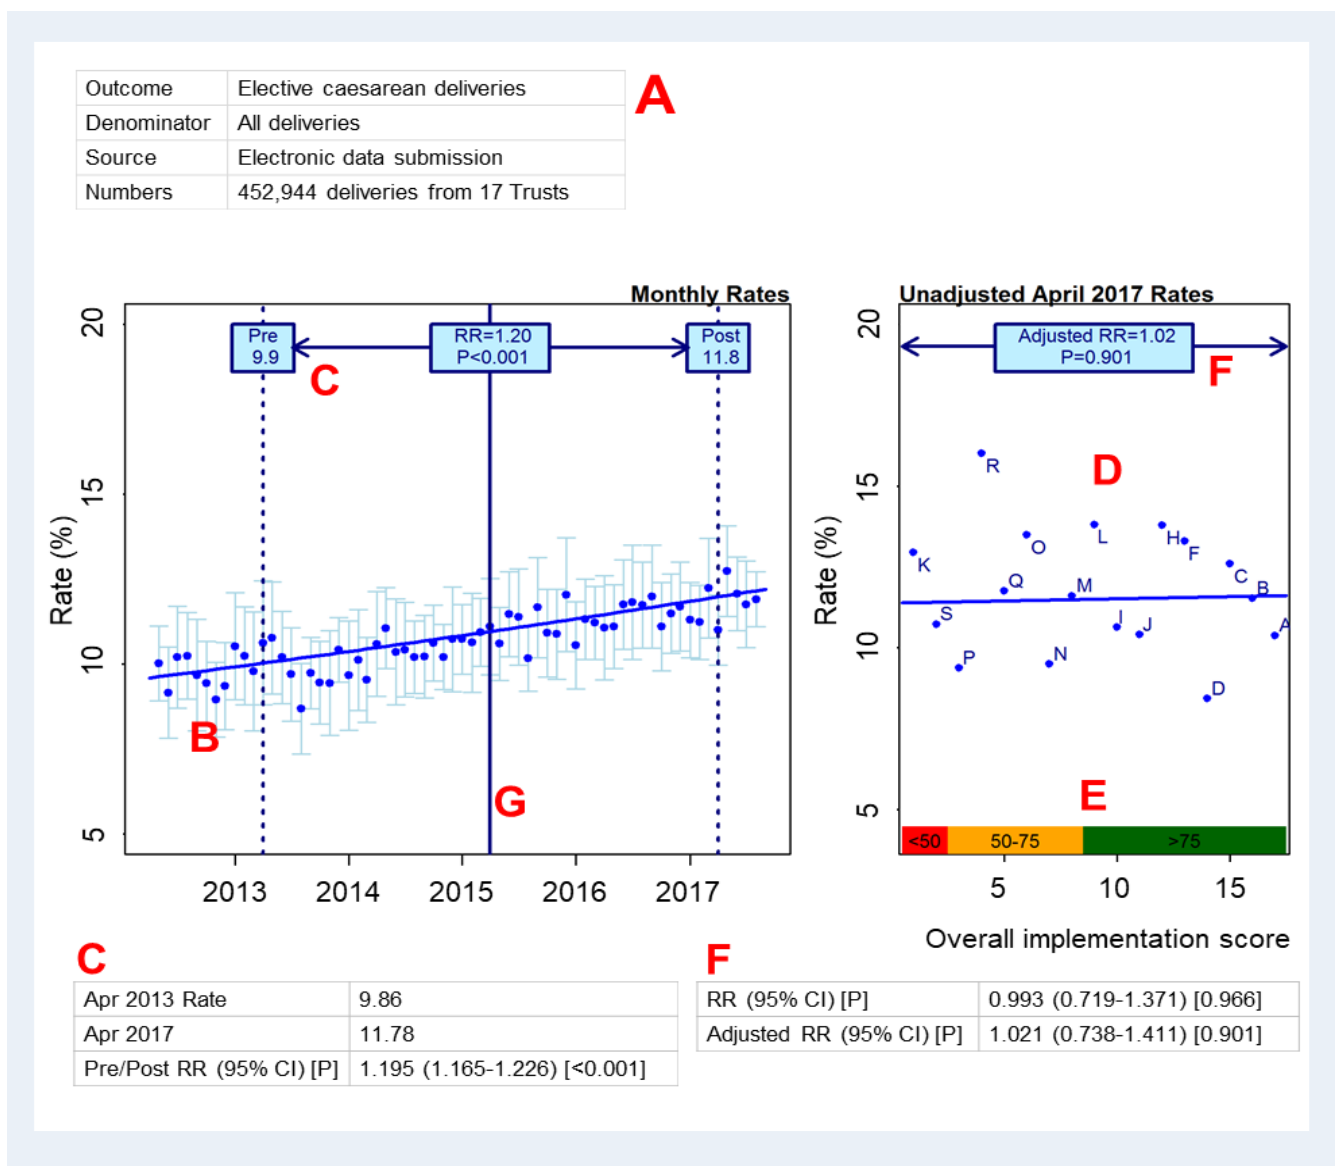 Outcome Elective caesarean deliveries
A
Denominator All deliveries
Source Electronic data submission
Numbers 452,944 deliveries from 17 Trusts
Monthly Rates
Rate (%)
20
15
10
5
Pre
9.9
RR=1.20
P<0.001
Post
11.8
C
B
G
2013 2014 2015 2016 2017
Unadjusted April 2017 Rates
Rate (%)
20
15
10
5
Adjusted RR=1.02
P=0.901
F
D
R
K
S
P
Q
O
N
M
L
I
J
H
F
D
C
B
A
E
<50 50-75 >75
5 10 15
Overall implementation score
C
Apr 2013 Rate 9.86
Apr 2017 11.78
Pre/Post RR (95% CI) [P] 1.195 (1.165-1.226) [<0.001]
F
RR (95% CI) [P] 0.993 (0.719-1.371) [0.966]
Adjusted RR (95% CI) [P] 1.021 (0.738-1.411) [0.901]